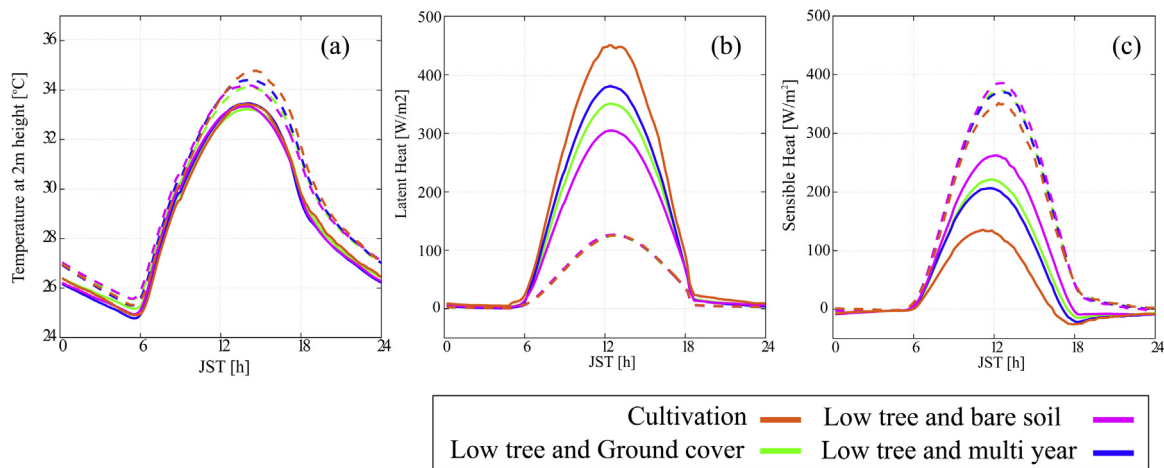 (a)
Temperature at 2m height [°C]
36
34
32
30
28
26
24
0
6
12
18
24
JST [h]
(b)
Latent Heat [W/m2]
500
400
300
200
100
0
0
6
12
18
24
JST [h]
(c)
Sensible Heat [W/m²]
500
400
300
200
100
0
0
6
12
18
24
JST [h]
Cultivation
Low tree and bare soil
Low tree and Ground cover
Low tree and multi year